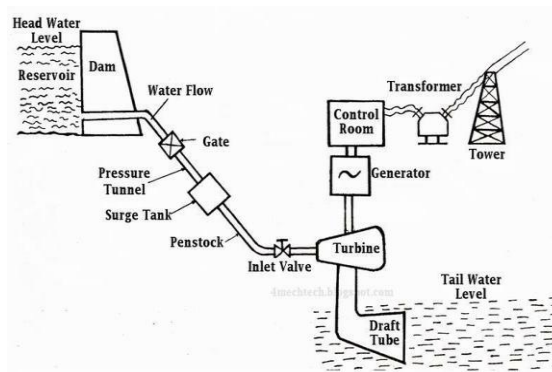 Head Water
Level
Reservoir
Dam
Water Flow
Gate
Pressure
Tunnel
Surge Tank
Penstock
Inlet Valve
Turbine
Generator
Control
Room
Transformer
Tower
4mechtech.blogspot.com
Tail Water
Level
Draft
Tube